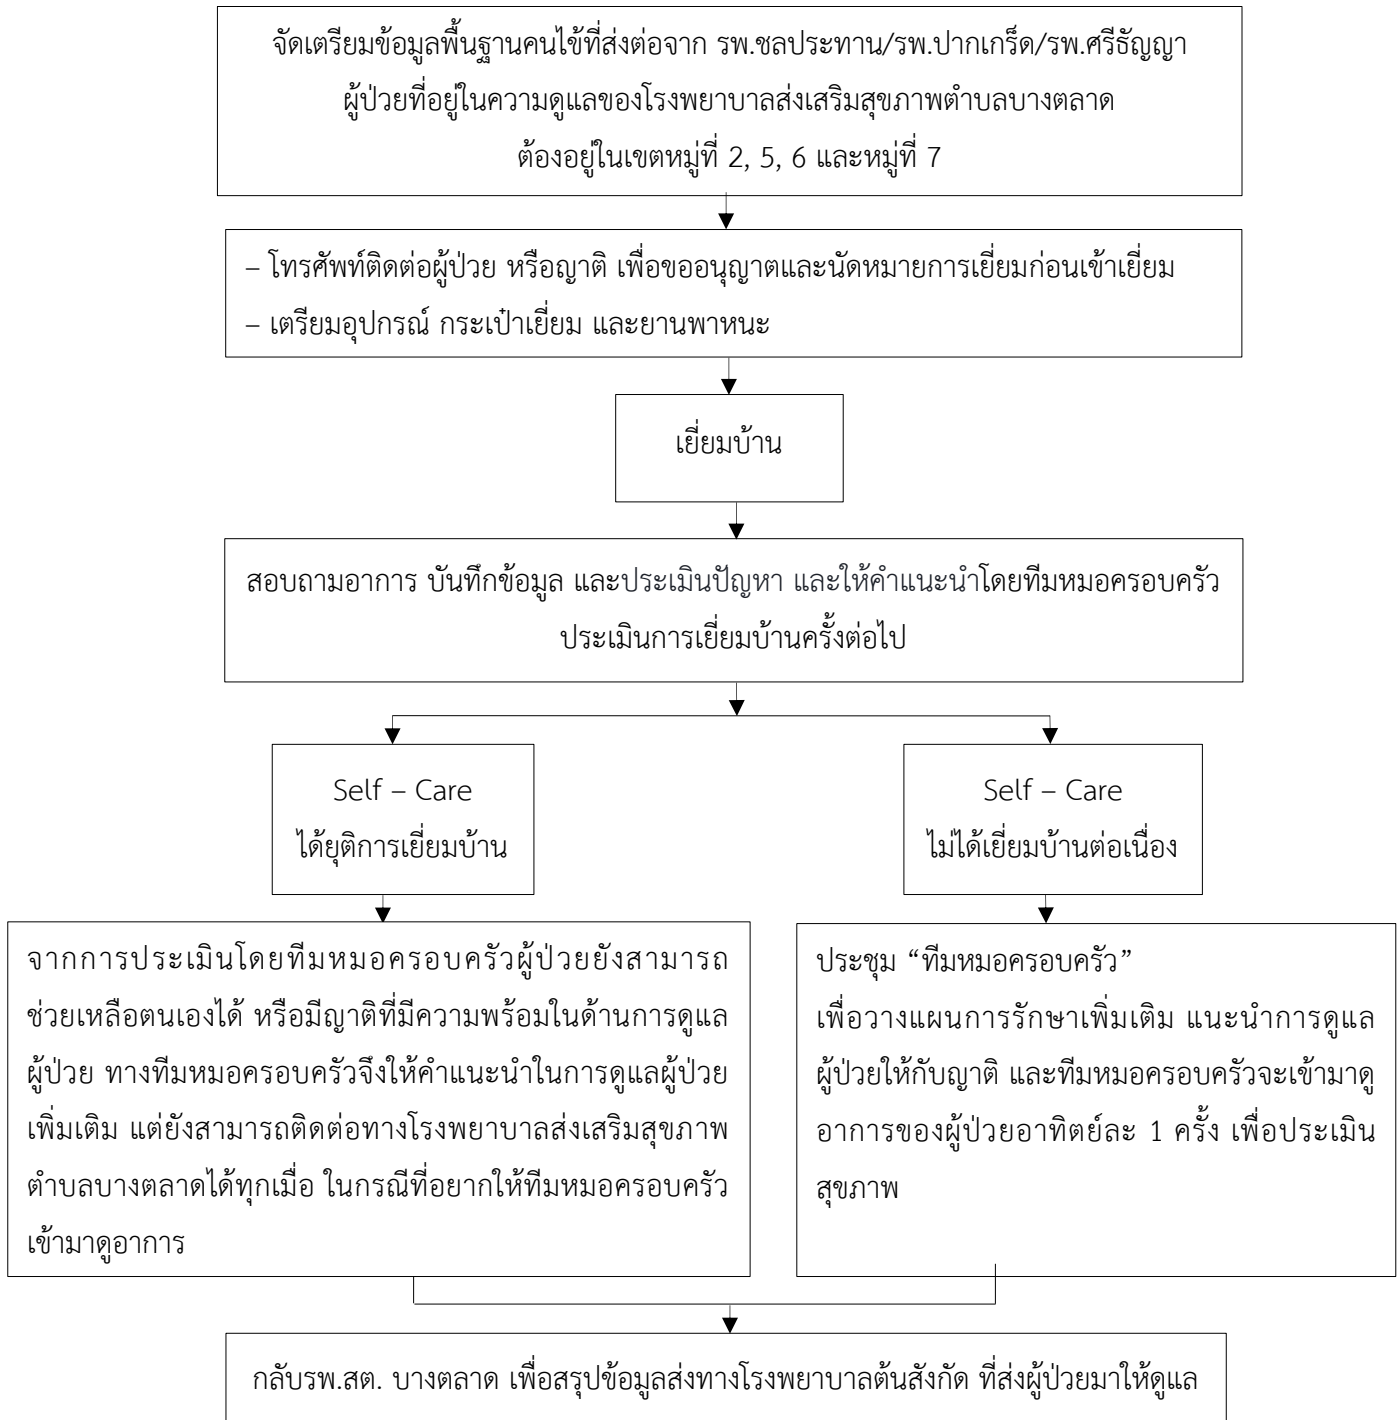 จัดเตรียมข้อมูลพื้นฐานคนไข้ที่ส่งต่อจาก รพ.ชลประทาน/รพ.ปากเกร็ด/รพ.ศรีธัญญา
ผู้ป่วยที่อยู่ในความดูแลของโรงพยาบาลส่งเสริมสุขภาพตำบลบางตลาด
ต้องอยู่ในเขตหมู่ที่ 2, 5, 6 และหมู่ที่ 7
– โทรศัพท์ติดต่อผู้ป่วย หรือญาติ เพื่อขออนุญาตและนัดหมายการเยี่ยมก่อนเข้าเยี่ยม
– เตรียมอุปกรณ์ กระเป๋าเยี่ยม และยานพาหนะ
เยี่ยมบ้าน
สอบถามอาการ บันทึกข้อมูล และประเมินปัญหา และให้คำแนะนำโดยทีมหมอครอบครัว
ประเมินการเยี่ยมบ้านครั้งต่อไป
Self – Care
ได้ยุติการเยี่ยมบ้าน
Self – Care
ไม่ได้เยี่ยมบ้านต่อเนื่อง
จากการประเมินโดยทีมหมอครอบครัวผู้ป่วยยังสามารถ
ช่วยเหลือตนเองได้ หรือมีญาติที่มีความพร้อมในด้านการดูแล
ผู้ป่วย ทางทีมหมอครอบครัวจึงให้คำแนะนำในการดูแลผู้ป่วย
เพิ่มเติม แต่ยังสามารถติดต่อทางโรงพยาบาลส่งเสริมสุขภาพ
ตำบลบางตลาดได้ทุกเมื่อ ในกรณีที่อยากให้ทีมหมอครอบครัว
เข้ามาดูอาการ
ประชุม “ทีมหมอครอบครัว”
เพื่อวางแผนการรักษาเพิ่มเติม แนะนำการดูแล
ผู้ป่วยให้กับญาติ และทีมหมอครอบครัวจะเข้ามาดู
อาการของผู้ป่วยอาทิตย์ละ 1 ครั้ง เพื่อประเมิน
สุขภาพ
กลับรพ.สต. บางตลาด เพื่อสรุปข้อมูลส่งทางโรงพยาบาลต้นสังกัด ที่ส่งผู้ป่วยมาให้ดูแล